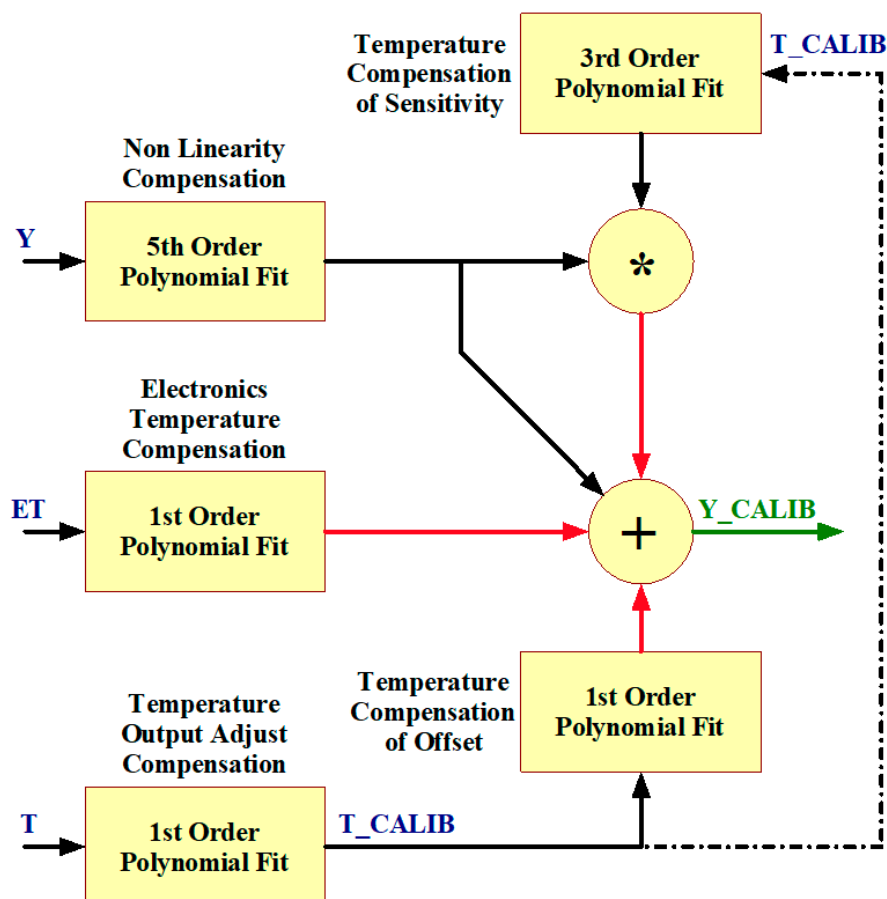 Temperature
Compensation
of Sensitivity
3rd Order
Polynomial Fit
T_CALIB
Non Linearity
Compensation
Y
5th Order
Polynomial Fit
*
Electronics
Temperature
Compensation
ET
1st Order
Polynomial Fit
+
Y_CALIB
Temperature
Compensation
of Offset
1st Order
Polynomial Fit
Temperature
Output Adjust
Compensation
T
1st Order
Polynomial Fit
T_CALIB